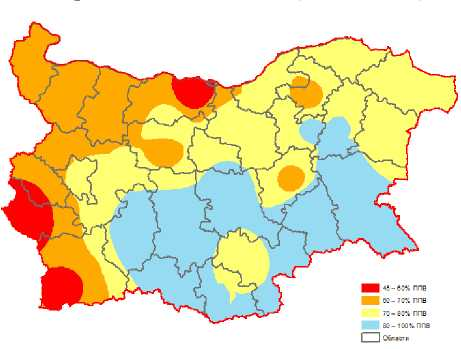 45 – 60% ППВ
60 – 70% ППВ
70 – 80% ППВ
80 – 100% ППВ
Области